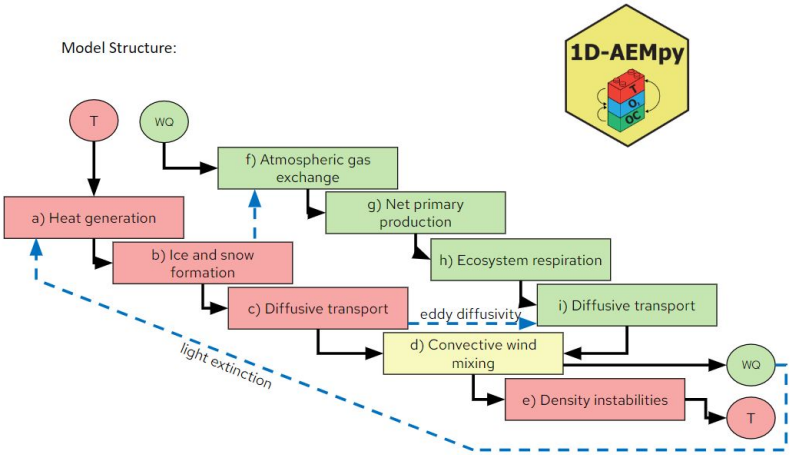 Model Structure:
1D-AEMpy
T
O₂
OC
T
WQ
f) Atmospheric gas
exchange
a) Heat generation
g) Net primary
production
b) Ice and snow
formation
h) Ecosystem respiration
c) Diffusive transport
eddy diffusivity
i) Diffusive transport
light extinction
d) Convective wind
mixing
WQ
e) Density instabilities
T